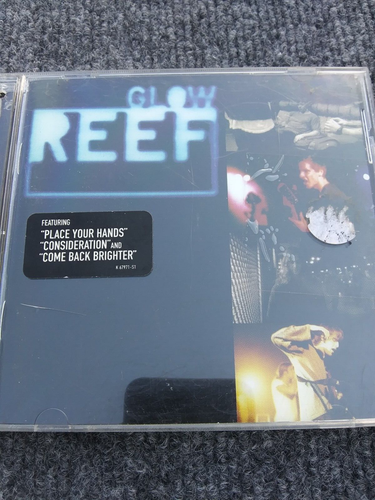 GLOW
REEF
FEATURING
"PLACE YOUR HANDS"
"CONSIDERATION" AND
"COME BACK BRIGHTER"